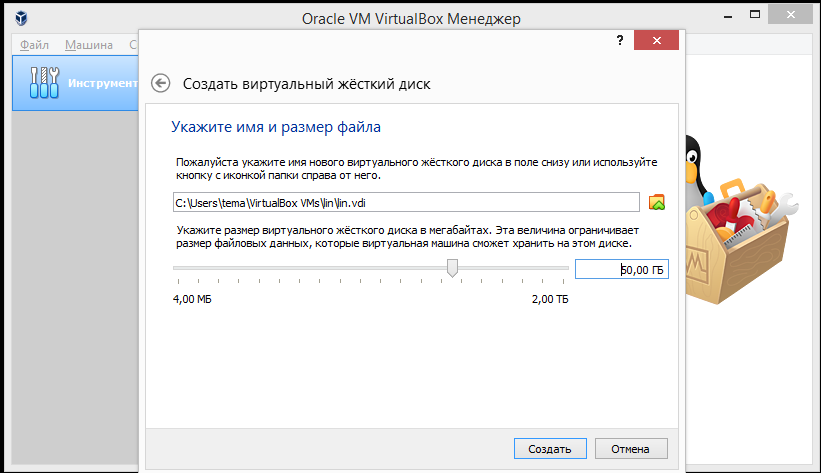 Oracle VM VirtualBox Менеджер
Файл Машина С
?
Инструмент
Создать виртуальный жёсткий диск
Укажите имя и размер файла
Пожалуйста укажите имя нового виртуального жёсткого диска в поле снизу или используйте
кнопку с иконкой папки справа от него.
C:\Users\tema\VirtualBox VMs\lin\lin.vdi
Укажите размер виртуального жёсткого диска в мегабайтах. Эта величина ограничивает
размер файловых данных, которые виртуальная машина сможет хранить на этом диске.
60,00 ГБ
4,00 МБ 2,00 ТБ
Создать Отмена